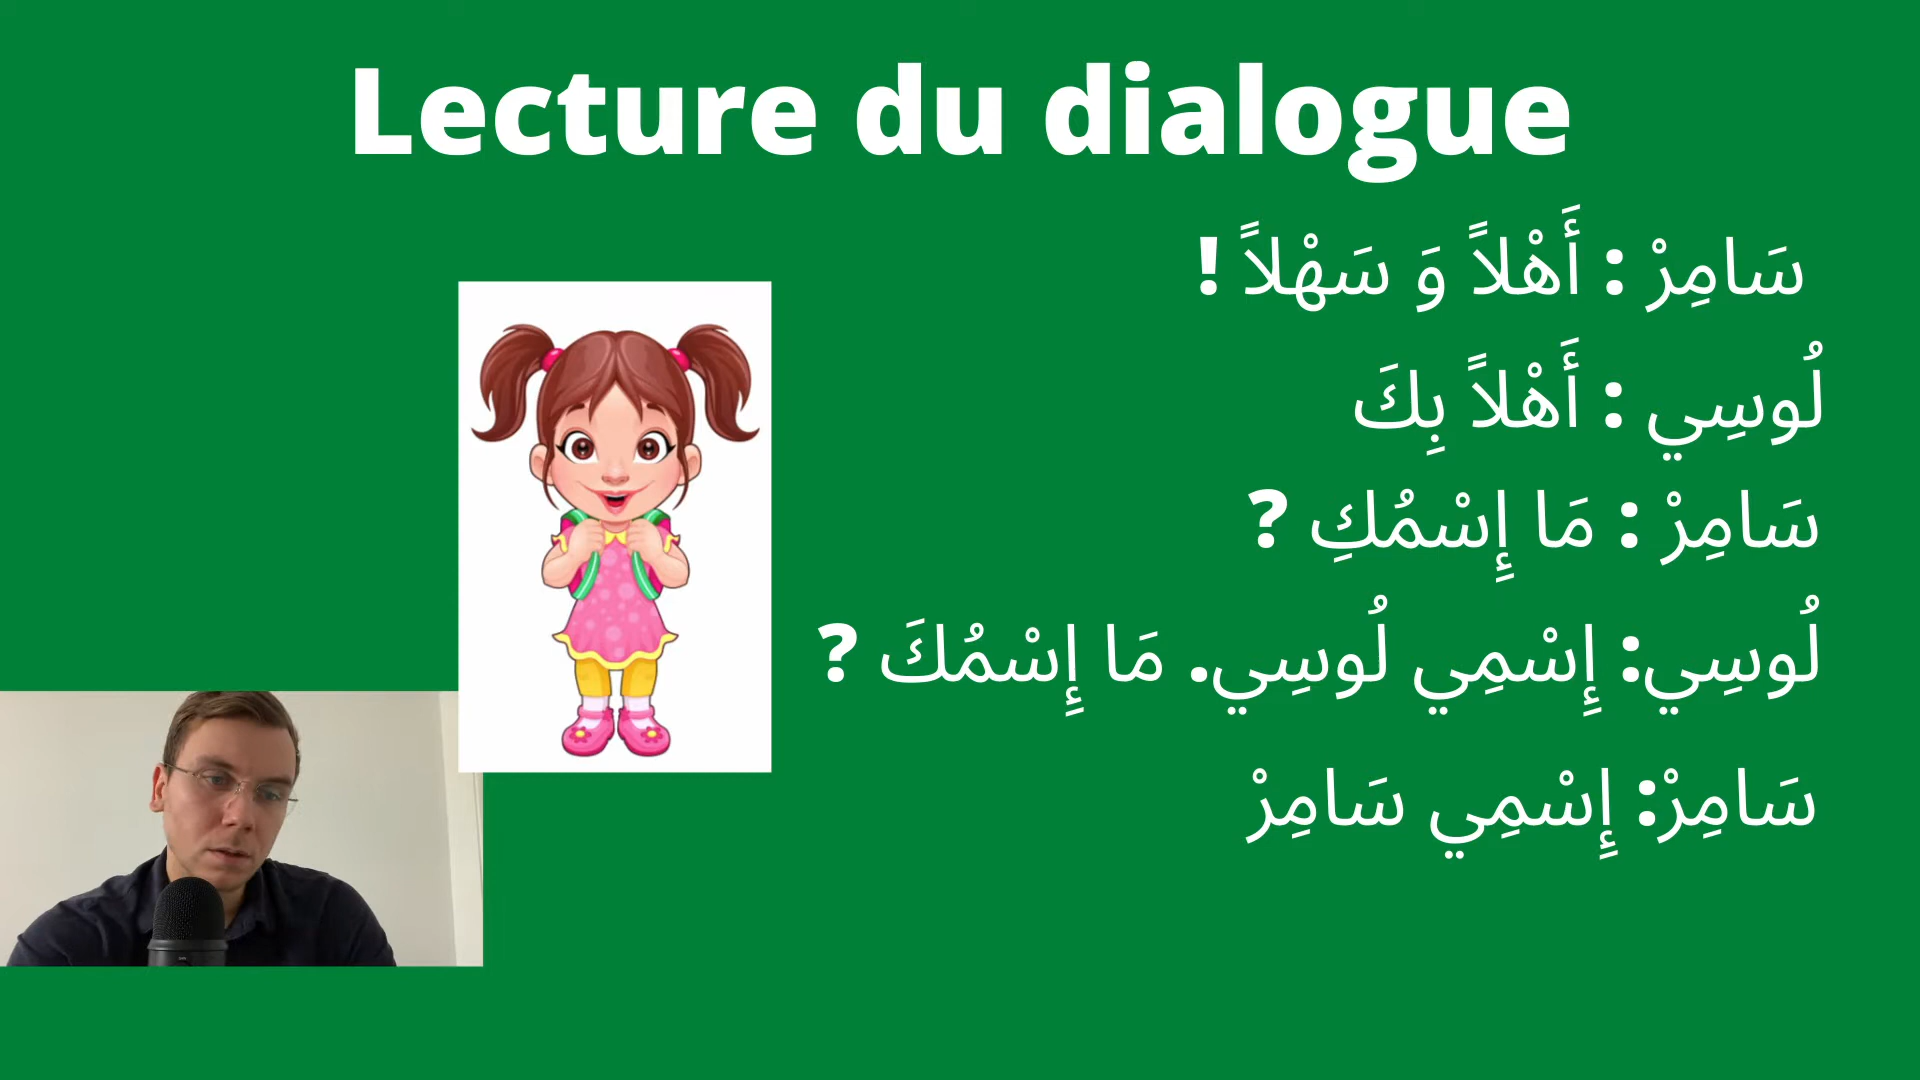 Lecture du dialogue
سَامِرْ : أَهْلاً وَ سَهْلاً !
لُوسِي : أَهْلاً بِكَ
سَامِرْ : مَا إِسْمُكِ ?
لُوسِي: إِسْمِي لُوسِي. مَا إِسْمُكَ ?
سَامِرْ: إِسْمِي سَامِرْ